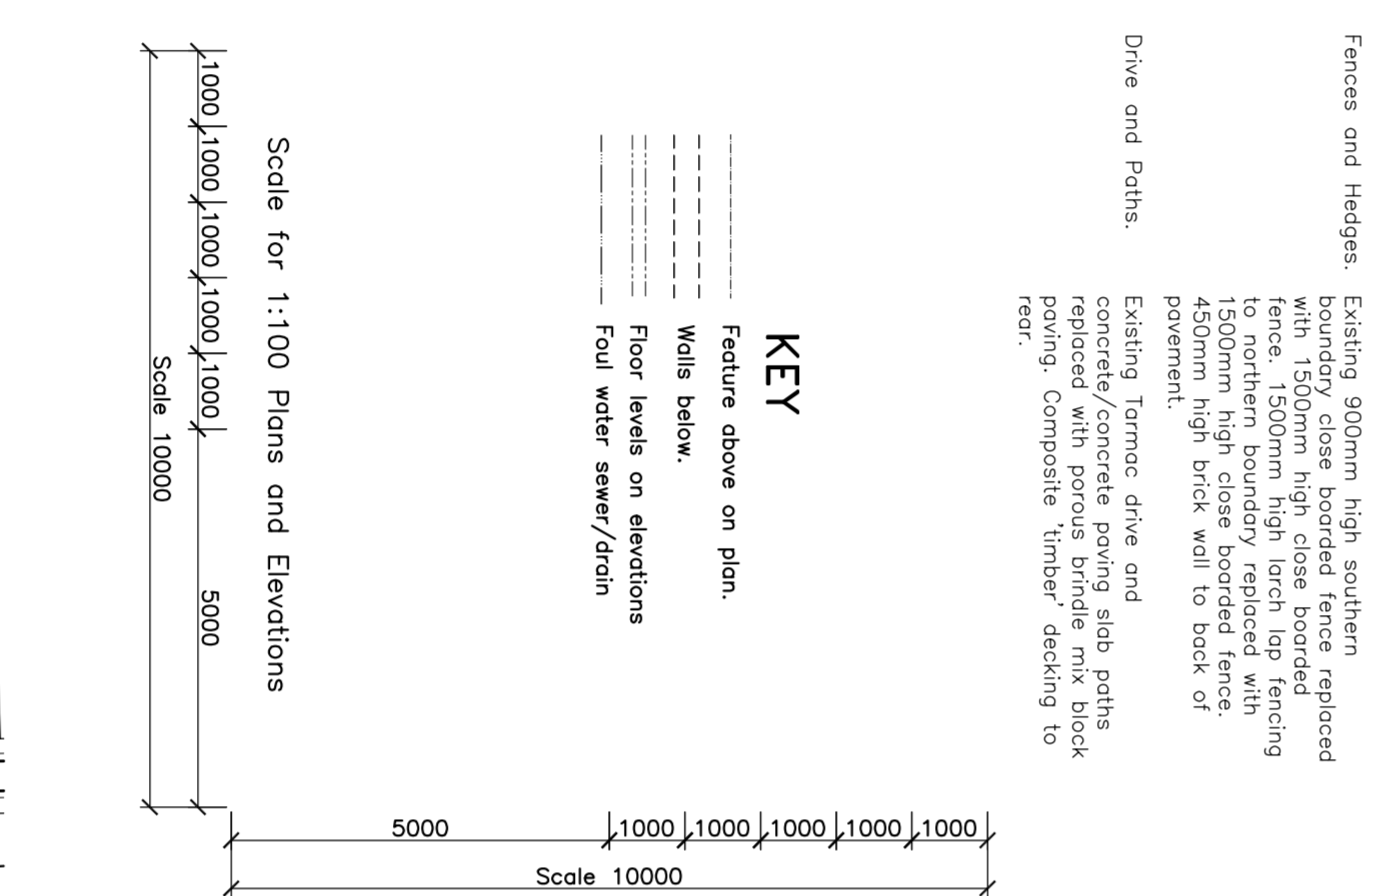 Fences and Hedges.
Existing 900mm high southern
boundary close boarded fence replaced
with 1500mm high close boarded
fence. 1500mm high larch lap fencing
to northern boundary replaced with
1500mm high close boarded fence.
450mm high brick wall to back of
pavement.
Drive and Paths.
Existing Tarmac drive and
concrete/concrete paving slab paths
replaced with porous brindle mix block
paving. Composite 'timber' decking to
rear.
KEY
Feature above on plan.
Walls below.
Floor levels on elevations
Foul water sewer/drain
Scale for 1:100 Plans and Elevations
1000 1000 1000 1000 1000 5000
Scale 10000
5000 1000 1000 1000 1000 1000
Scale 10000